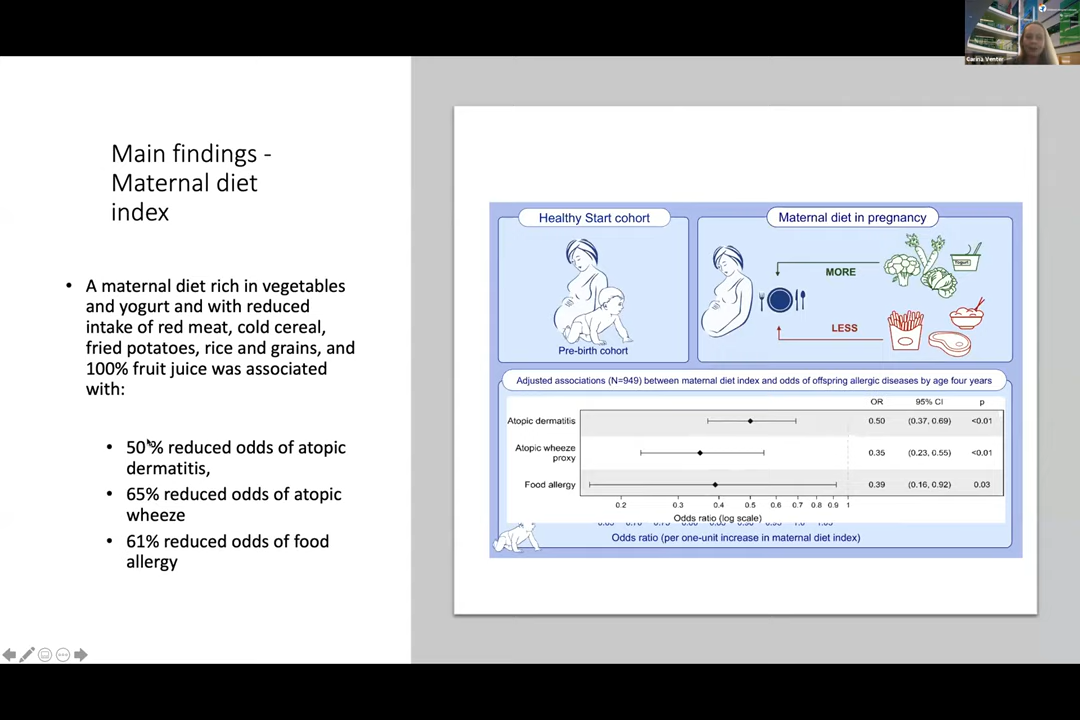 Carina Venter
Main findings -
Maternal diet
index
• A maternal diet rich in vegetables
and yogurt and with reduced
intake of red meat, cold cereal,
fried potatoes, rice and grains, and
100% fruit juice was associated
with:
• 50% reduced odds of atopic
dermatitis,
• 65% reduced odds of atopic
wheeze
• 61% reduced odds of food
allergy
Healthy Start cohort
Pre-birth cohort
Maternal diet in pregnancy
MORE
Yogurt
LESS
Adjusted associations (N=949) between maternal diet index and odds of offspring allergic diseases by age four years
OR 95% CI p
Atopic dermatitis 0.50 (0.37, 0.69) <0.01
Atopic wheeze
proxy 0.35 (0.23, 0.55) <0.01
Food allergy 0.39 (0.16, 0.92) 0.03
0.2 0.3 0.4 0.5 0.6 0.7 0.8 0.9 1
Odds ratio (log scale)
Odds ratio (per one-unit increase in maternal diet index)